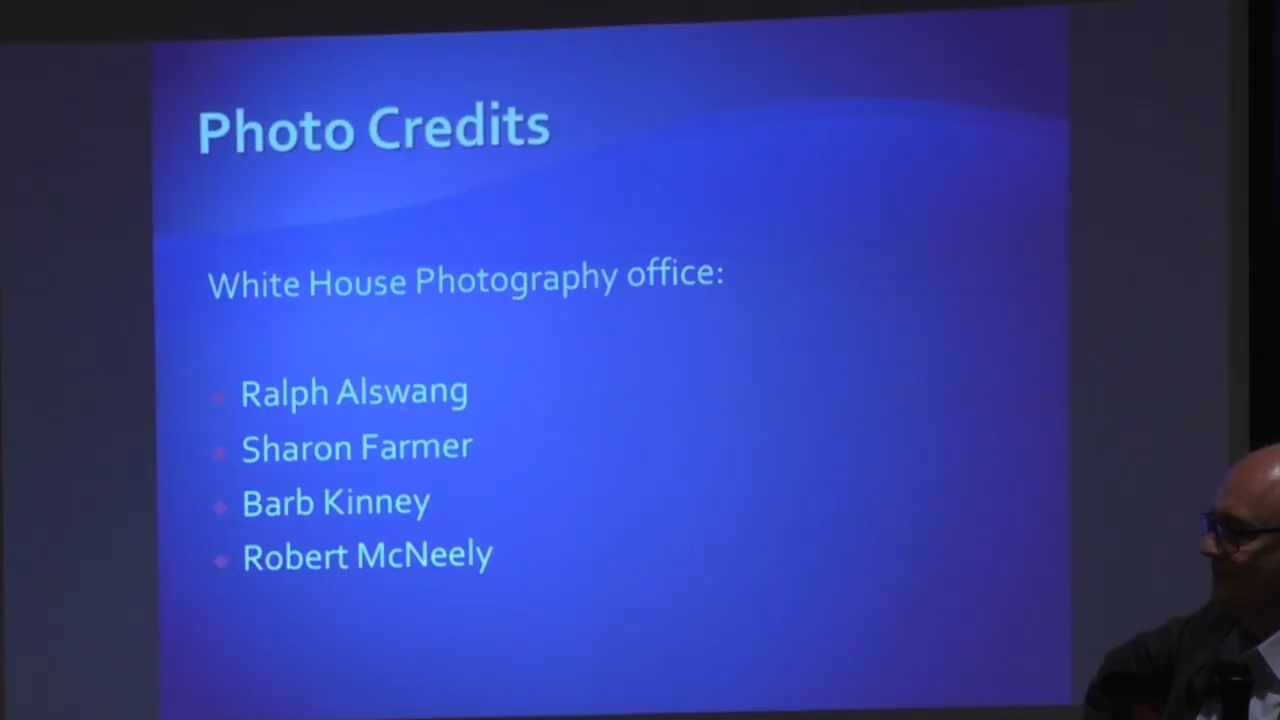 Photo Credits
White House Photography office:
Ralph Alswang
Sharon Farmer
Barb Kinney
Robert McNeely